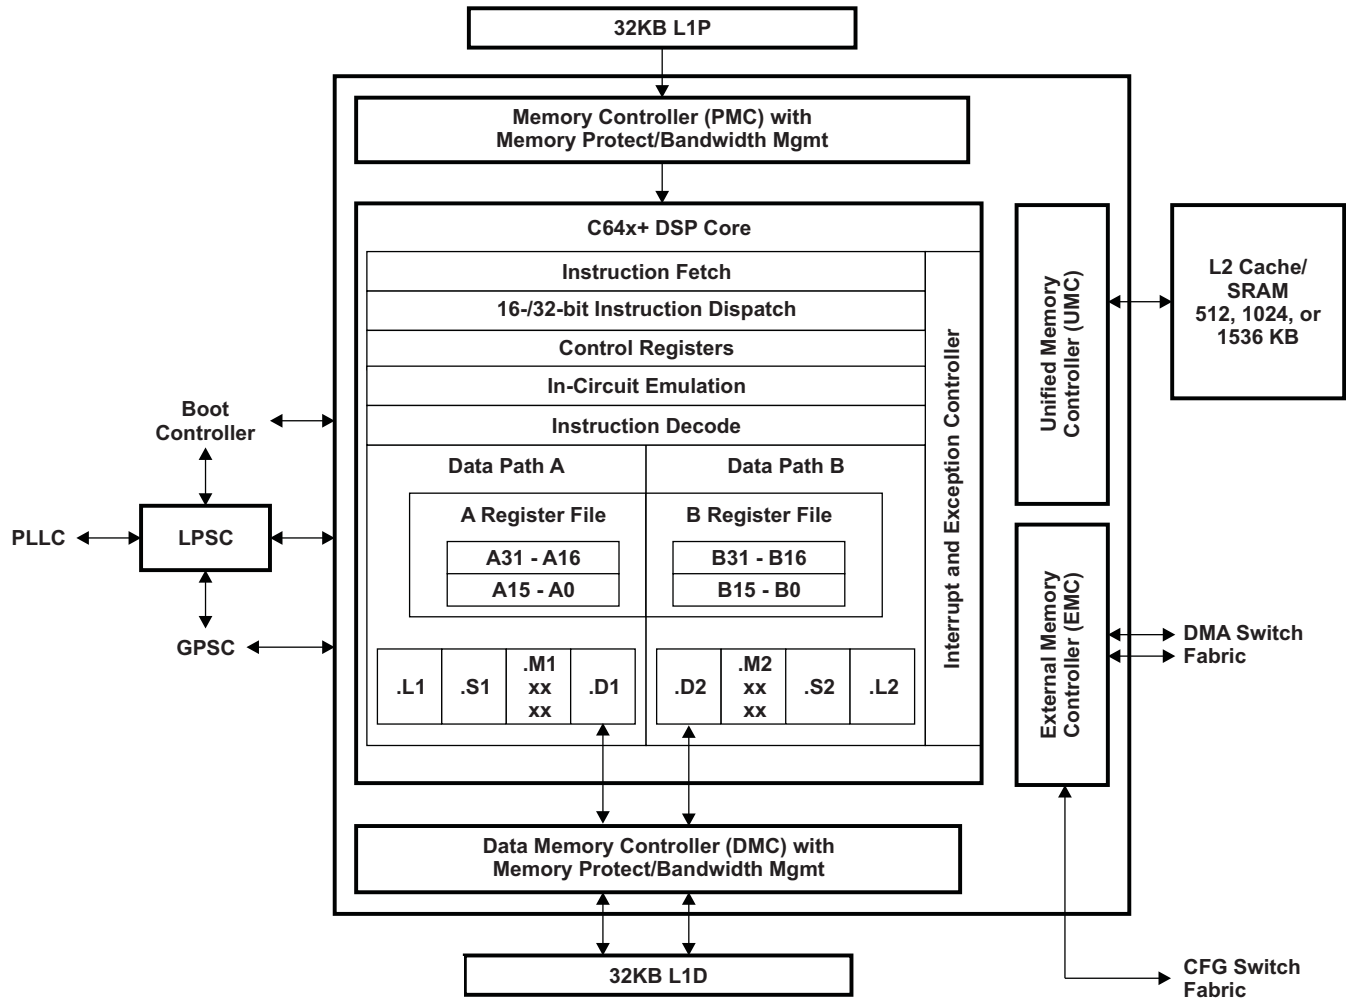 32KB L1P
Memory Controller (PMC) with
Memory Protect/Bandwidth Mgmt
C64x+ DSP Core
Instruction Fetch
16-/32-bit Instruction Dispatch
Control Registers
In-Circuit Emulation
Instruction Decode
Data Path A
Data Path B
A Register File
B Register File
A31 - A16
A15 - A0
B31 - B16
B15 - B0
.L1
.S1
.M1
xx
xx
.D1
.D2
.M2
xx
xx
.S2
.L2
Interrupt and Exception Controller
Unified Memory
Controller (UMC)
External Memory
Controller (EMC)
L2 Cache/
SRAM
512, 1024, or
1536 KB
Boot
Controller
PLLC
LPSC
GPSC
DMA Switch
Fabric
Data Memory Controller (DMC) with
Memory Protect/Bandwidth Mgmt
32KB L1D
CFG Switch
Fabric